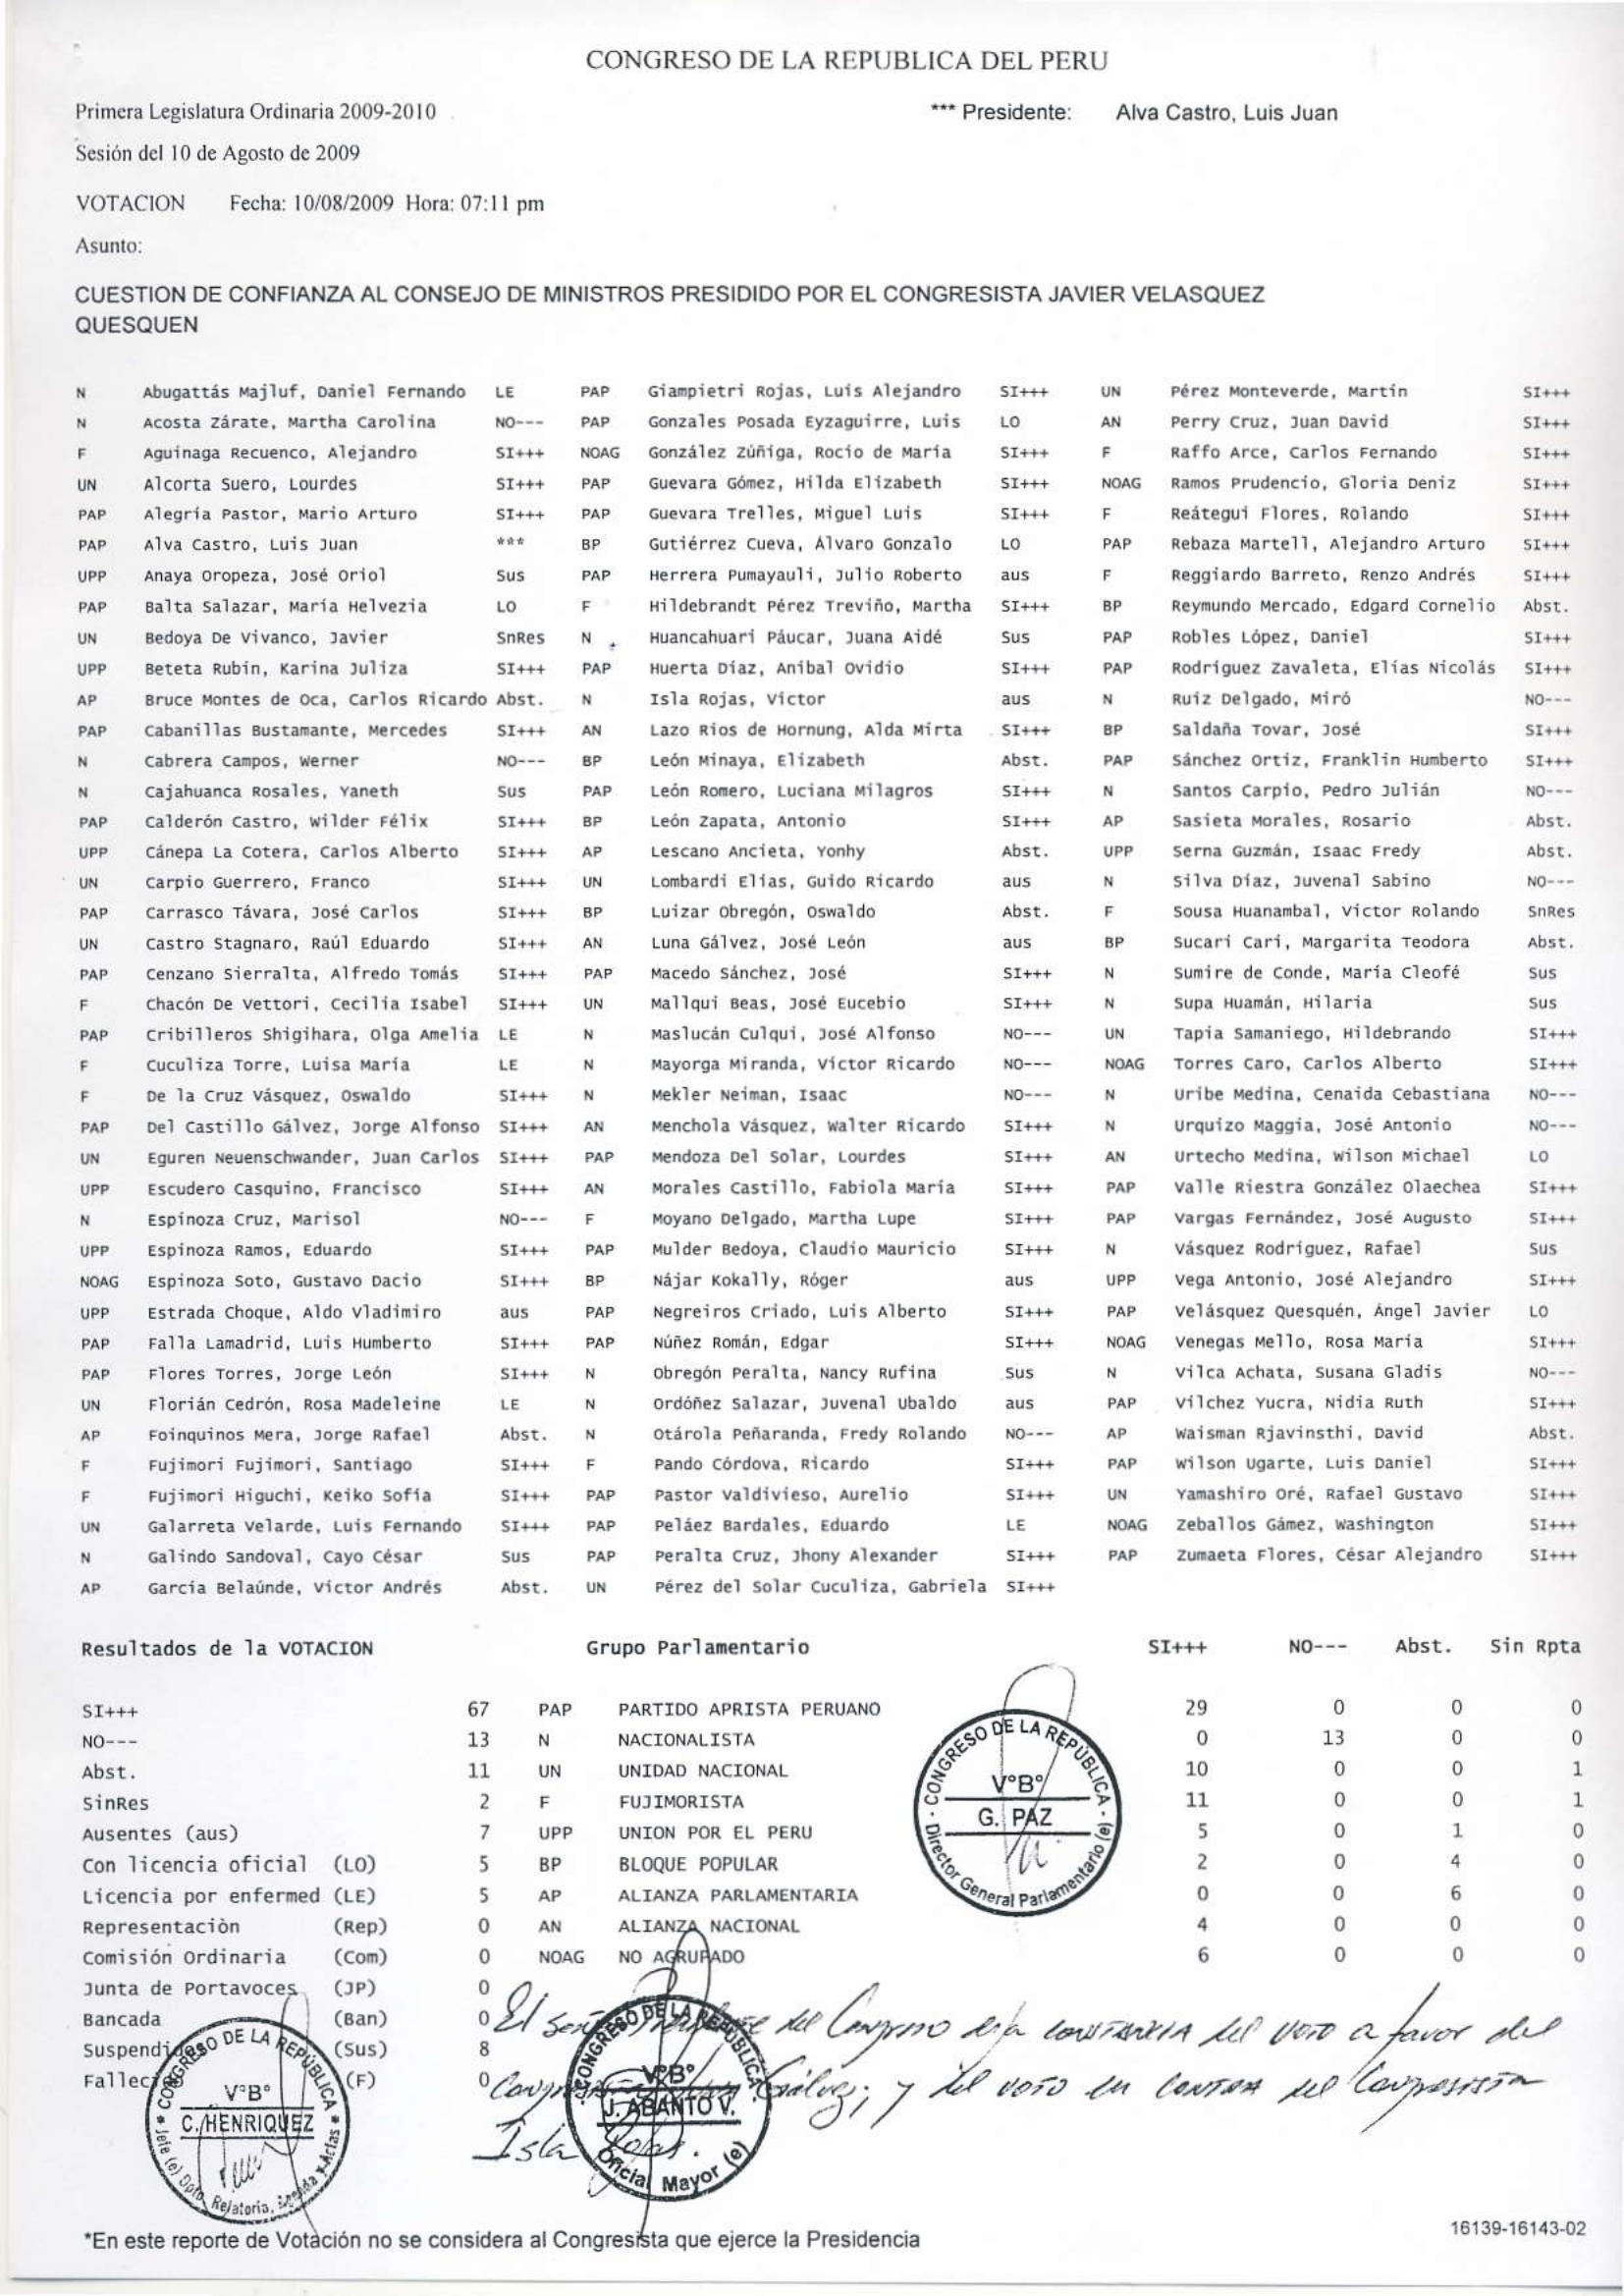 CONGRESO DE LA REPUBLICA DEL PERU
Primera Legislatura Ordinaria 2009-2010 *** Presidente: Alva Castro, Luis Juan
Sesión del 10 de Agosto de 2009
VOTACION Fecha: 10/08/2009 Hora: 07:11 pm
Asunto:
CUESTION DE CONFIANZA AL CONSEJO DE MINISTROS PRESIDIDO POR EL CONGRESISTA JAVIER VELASQUEZ
QUESQUEN
N Abugattás Majluf, Daniel Fernando LE PAP Giampietri Rojas, Luis Alejandro SI+++ UN Pérez Monteverde, Martín SI+++
N Acosta Zárate, Martha Carolina NO--- PAP Gonzales Posada Eyzaguirre, Luis LO AN Perry Cruz, Juan David SI+++
F Aguinaga Recuenco, Alejandro SI+++ NOAG González Zúñiga, Rocio de María SI+++ F Raffo Arce, Carlos Fernando SI+++
UN Alcorta Suero, Lourdes SI+++ PAP Guevara Gómez, Hilda Elizabeth SI+++ NOAG Ramos Prudencio, Gloria Deniz SI+++
PAP Alegría Pastor, Mario Arturo SI+++ PAP Guevara Trelles, Miguel Luis SI+++ F Reátegui Flores, Rolando SI+++
PAP Alva Castro, Luis Juan *** BP Gutiérrez Cueva, Álvaro Gonzalo LO PAP Rebaza Martell, Alejandro Arturo SI+++
UPP Anaya Oropeza, José Oriol Sus PAP Herrera Pumayauli, Julio Roberto aus F Reggiardo Barreto, Renzo Andrés SI+++
PAP Balta Salazar, María Helvezia LO F Hildebrandt Pérez Treviño, Martha SI+++ BP Reymundo Mercado, Edgard Cornelio Abst.
UN Bedoya De Vivanco, Javier SnRes N Huancahuari Páucar, Juana Aidé Sus PAP Robles López, Daniel SI+++
UPP Beteta Rubín, Karina Juliza SI+++ PAP Huerta Díaz, Anibal Ovidio SI+++ PAP Rodríguez Zavaleta, Elías Nicolás SI+++
AP Bruce Montes de Oca, Carlos Ricardo Abst. N Isla Rojas, Víctor aus N Ruiz Delgado, Miró NO---
PAP Cabanillas Bustamante, Mercedes SI+++ AN Lazo Ríos de Hornung, Alda Mirta SI+++ BP Saldaña Tovar, José SI+++
N Cabrera Campos, Werner NO--- BP León Minaya, Elizabeth Abst. PAP Sánchez Ortiz, Franklin Humberto SI+++
N Cajahuanca Rosales, Yaneth Sus PAP León Romero, Luciana Milagros SI+++ N Santos Carpio, Pedro Julián NO---
PAP Calderón Castro, Wilder Félix SI+++ BP León Zapata, Antonio SI+++ AP Sasieta Morales, Rosario Abst.
UPP Cánepa La Cotera, Carlos Alberto SI+++ AP Lescano Ancieta, Yonhy Abst. UPP Serna Guzmán, Isaac Fredy Abst.
UN Carpio Guerrero, Franco SI+++ UN Lombardi Elías, Guido Ricardo aus N Silva Díaz, Juvenal Sabino NO---
PAP Carrasco Távara, José Carlos SI+++ BP Luizar Obregón, Oswaldo Abst. F Sousa Huanambal, Víctor Rolando SnRes
UN Castro Stagnaro, Raúl Eduardo SI+++ AN Luna Gálvez, José León aus BP Sucari Cari, Margarita Teodora Abst.
PAP Cenzano Sierralta, Alfredo Tomás SI+++ PAP Macedo Sánchez, José SI+++ N Sumire de Conde, María Cleofé Sus
F Chacón De Vettori, Cecilia Isabel SI+++ UN Mallqui Beas, José Eucebio SI+++ N Supa Huamán, Hilaria Sus
PAP Cribilleros Shigihara, Olga Amelia LE N Maslucán Culqui, José Alfonso NO--- UN Tapia Samaniego, Hildebrando SI+++
F Cuculiza Torre, Luisa María LE N Mayorga Miranda, Víctor Ricardo NO--- NOAG Torres Caro, Carlos Alberto SI+++
F De la Cruz Vásquez, Oswaldo SI+++ N Mekler Neiman, Isaac NO--- N Uribe Medina, Cenaida Cebastiana NO---
PAP Del Castillo Gálvez, Jorge Alfonso SI+++ AN Menchola Vásquez, Walter Ricardo SI+++ N Urquizo Maggia, José Antonio NO---
UN Eguren Neuenschwander, Juan Carlos SI+++ PAP Mendoza Del Solar, Lourdes SI+++ AN Urtecho Medina, Wilson Michael LO
UPP Escudero Casquino, Francisco SI+++ AN Morales Castillo, Fabiola María SI+++ PAP Valle Riestra González Olaechea SI+++
N Espinoza Cruz, Marisol NO--- F Moyano Delgado, Martha Lupe SI+++ PAP Vargas Fernández, José Augusto SI+++
UPP Espinoza Ramos, Eduardo SI+++ PAP Mulder Bedoya, Claudio Mauricio SI+++ N Vásquez Rodríguez, Rafael Sus
NOAG Espinoza Soto, Gustavo Dacio SI+++ BP Nájar Kokally, Róger aus UPP Vega Antonio, José Alejandro SI+++
UPP Estrada Choque, Aldo Vladimiro aus PAP Negreiros Criado, Luis Alberto SI+++ PAP Velásquez Quesquén, Ángel Javier LO
PAP Falla Lamadrid, Luis Humberto SI+++ PAP Núñez Román, Edgar SI+++ NOAG Venegas Mello, Rosa María SI+++
PAP Flores Torres, Jorge León SI+++ N Obregón Peralta, Nancy Rufina Sus N Vilca Achata, Susana Gladis NO---
UN Florián Cedrón, Rosa Madeleine LE N Ordóñez Salazar, Juvenal Ubaldo aus PAP Vílchez Yucra, Nidia Ruth SI+++
AP Foinquinos Mera, Jorge Rafael Abst. N Otárola Peñaranda, Fredy Rolando NO--- AP Waisman Rjavinsthi, David Abst.
F Fujimori Fujimori, Santiago SI+++ F Pando Córdova, Ricardo SI+++ PAP Wilson Ugarte, Luis Daniel SI+++
F Fujimori Higuchi, Keiko Sofía SI+++ PAP Pastor Valdivieso, Aurelio SI+++ UN Yamashiro Oré, Rafael Gustavo SI+++
UN Galarreta Velarde, Luis Fernando SI+++ PAP Peláez Bardales, Eduardo LE NOAG Zeballos Gámez, Washington SI+++
N Galindo Sandoval, Cayo César Sus PAP Peralta Cruz, Jhony Alexander SI+++ PAP Zumaeta Flores, César Alejandro SI+++
AP García Belaúnde, Víctor Andrés Abst. UN Pérez del Solar Cuculiza, Gabriela SI+++
Resultados de la VOTACION Grupo Parlamentario SI+++ NO--- Abst. Sin Rpta
SI+++ 67 PAP PARTIDO APRISTA PERUANO 29 0 0 0
NO--- 13 N NACIONALISTA 0 13 0 0
Abst. 11 UN UNIDAD NACIONAL 10 0 0 1
SinRes 2 F FUJIMORISTA 11 0 0 1
Ausentes (aus) 7 UPP UNION POR EL PERU 5 0 1 0
Con licencia oficial (LO) 5 BP BLOQUE POPULAR 2 0 4 0
Licencia por enfermed (LE) 5 AP ALIANZA PARLAMENTARIA 0 0 6 0
Representaciòn (Rep) 0 AN ALIANZA NACIONAL 4 0 0 0
Comisión Ordinaria (Com) 0 NOAG NO AGRUPADO 6 0 0 0
Junta de Portavoces (JP) 0
Bancada (Ban) 0
(Sus) 8
(F) 0
CONGRESO DE LA REPÚBLICA
V°B°
G. PAZ
Director General Parlamentario (e)
El del Congreso deja constancia del voto a favor del
Gálvez; y del voto en contra del Congresista
Isla Rojas.
CONGRESO DE LA REPÚBLICA
V°B°
J. ABANTO V.
Oficial Mayor (e)
CONGRESO DE LA REPÚBLICA
V°B°
C. HENRIQUEZ
Jefe (e) Dpto. Relatoría, Agenda y Actas
*En este reporte de Votación no se considera al Congresista que ejerce la Presidencia
16139-16143-02